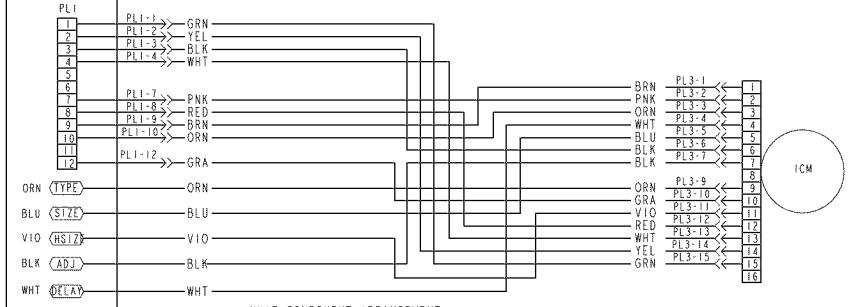 PL1
1 PL1-1 GRN
2 PL1-2 YEL
3 PL1-3 BLK
4 PL1-4 WHT
5
6
7 PL1-7 PNK
8 PL1-8 RED
9 PL1-9 BRN
10 PL1-10 ORN
11
12 PL1-12 GRA
ORN TYPE ORN
BLU SIZE BLU
VIO HSIZ VIO
BLK ADJ BLK
WHT DELAY WHT
BRN PL3-1 1
PNK PL3-2 2
ORN PL3-3 3
WHT PL3-4 4
BLU PL3-5 5
BLK PL3-6 6
BLK PL3-7 7
8
ORN PL3-9 9
GRA PL3-10 10
VIO PL3-11 11
RED PL3-12 12
WHT PL3-13 13
YEL PL3-14 14
GRN PL3-15 15
16
ICM